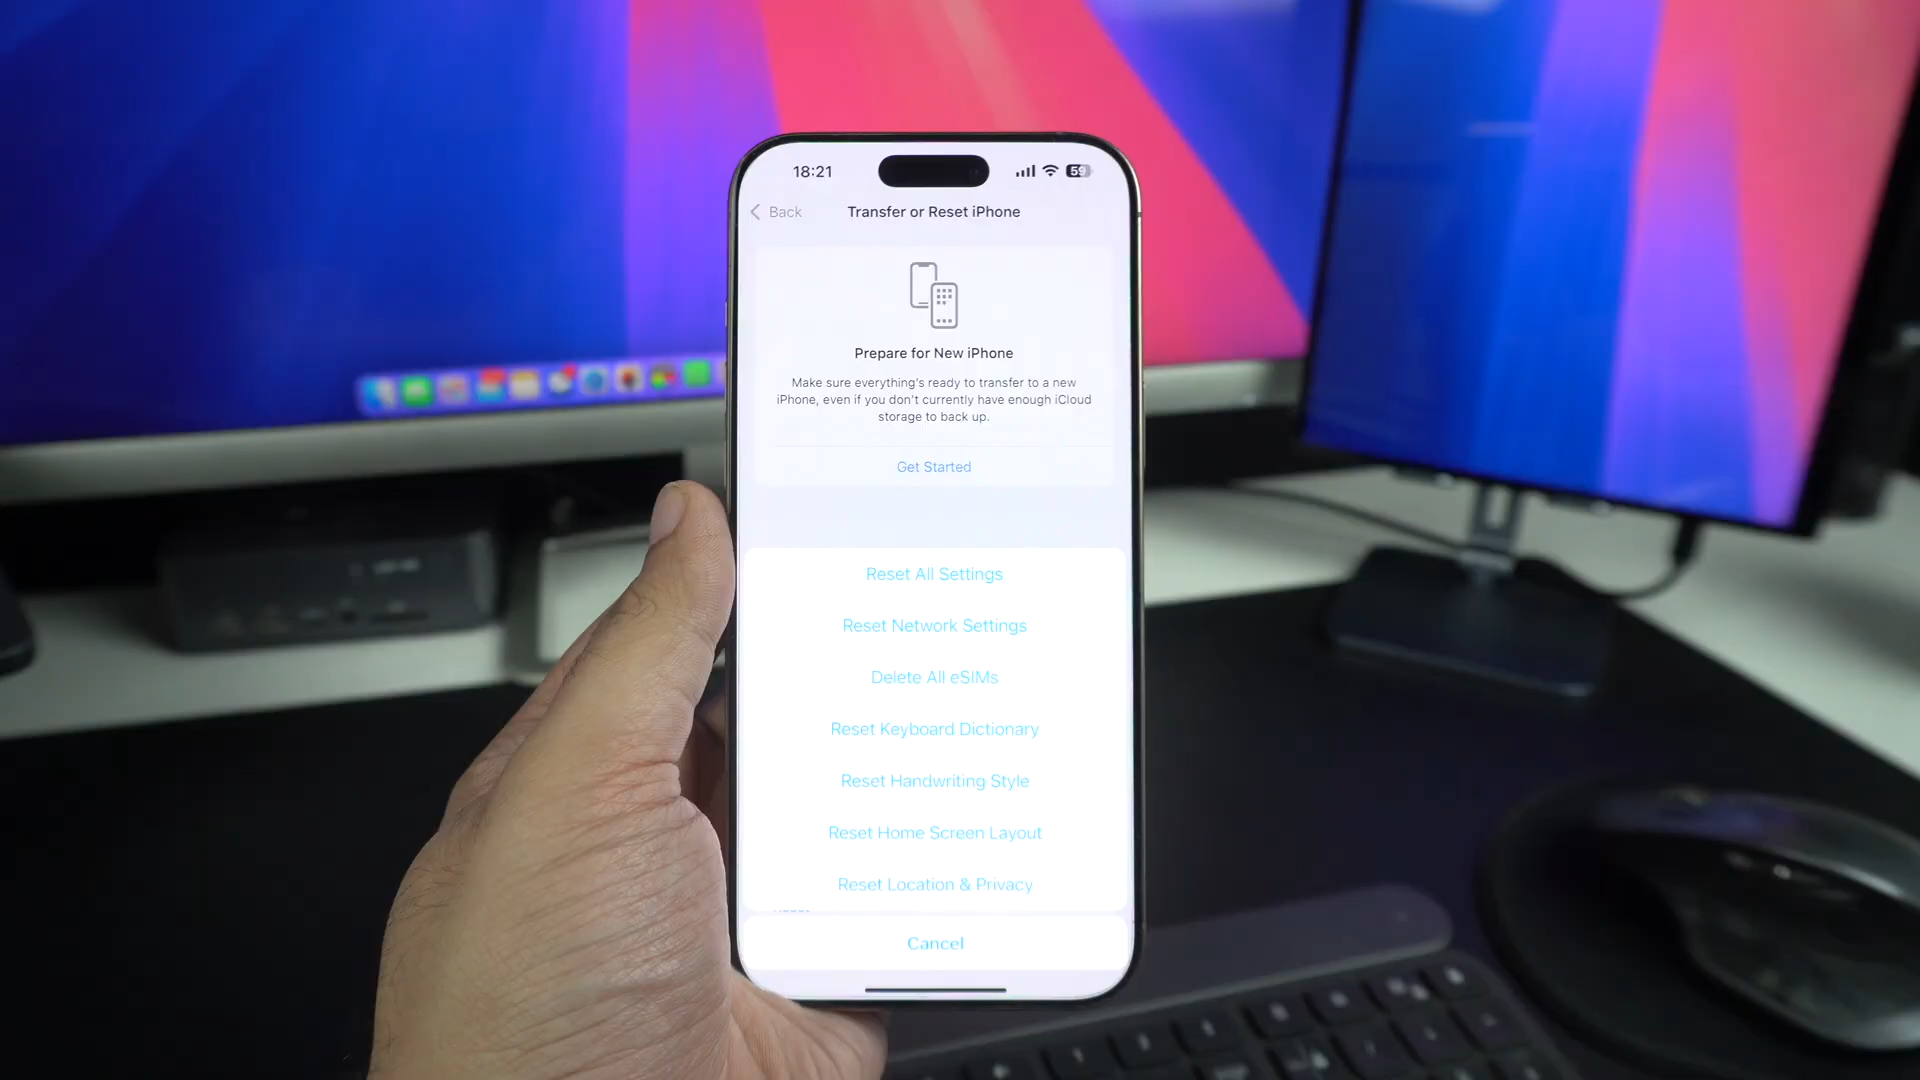 18:21
59
Back
Transfer or Reset iPhone
Prepare for New iPhone
Make sure everything's ready to transfer to a new
iPhone, even if you don't currently have enough iCloud
storage to back up.
Get Started
Reset All Settings
Reset Network Settings
Delete All eSIMs
Reset Keyboard Dictionary
Reset Handwriting Style
Reset Home Screen Layout
Reset Location & Privacy
Cancel